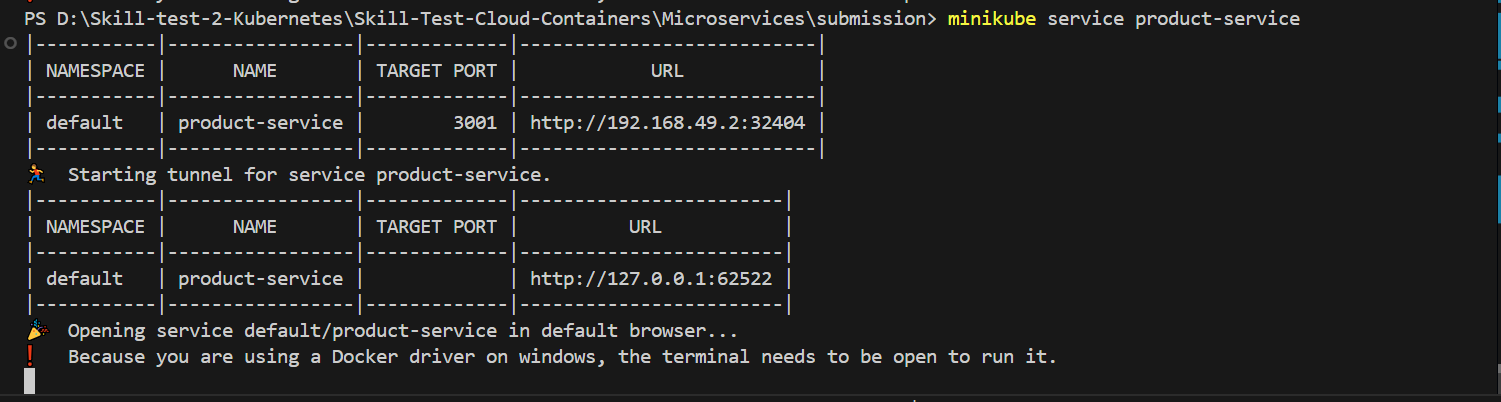 PS D:\Skill-test-2-Kubernetes\Skill-Test-Cloud-Containers\Microservices\submission> minikube service product-service
|-----------|-----------------|-------------|---------------------------|
| NAMESPACE |      NAME       | TARGET PORT |            URL            |
|-----------|-----------------|-------------|---------------------------|
| default   | product-service |        3001 | http://192.168.49.2:32404 |
|-----------|-----------------|-------------|---------------------------|
🏃  Starting tunnel for service product-service.
|-----------|-----------------|-------------|------------------------|
| NAMESPACE |      NAME       | TARGET PORT |          URL           |
|-----------|-----------------|-------------|------------------------|
| default   | product-service |             | http://127.0.0.1:62522 |
|-----------|-----------------|-------------|------------------------|
🎉  Opening service default/product-service in default browser...
❗  Because you are using a Docker driver on windows, the terminal needs to be open to run it.